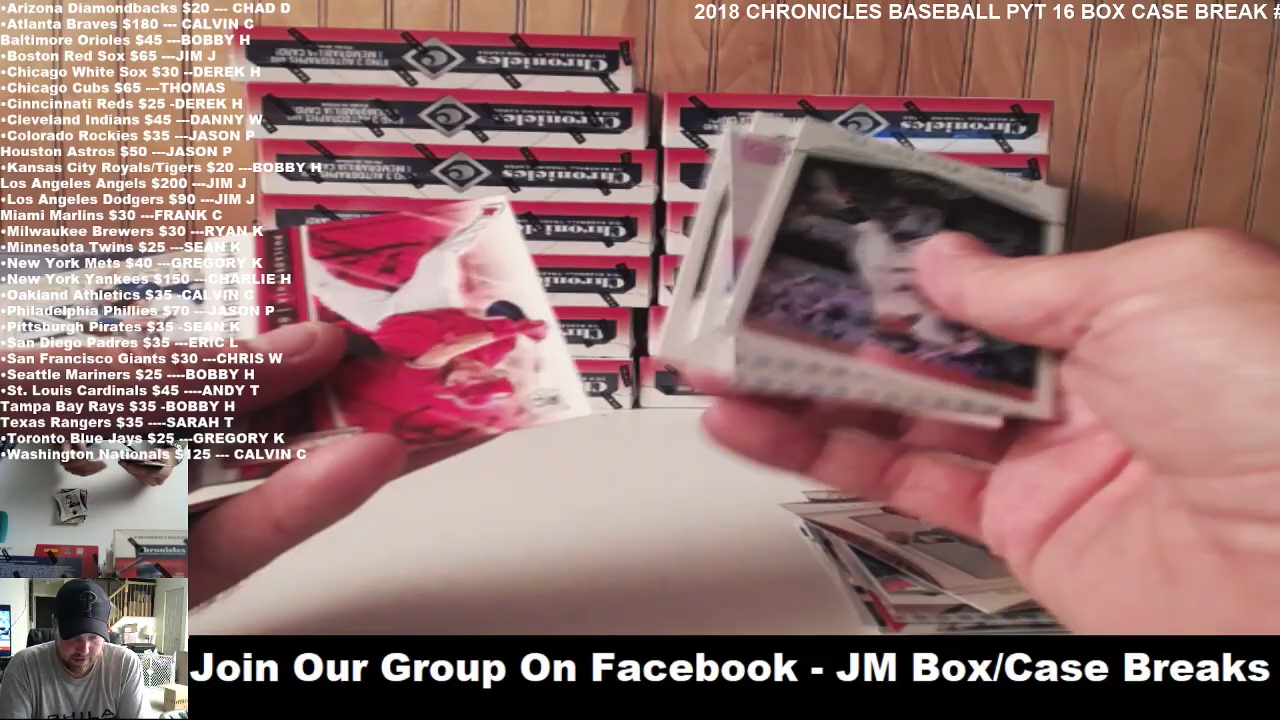 •Arizona Diamondbacks $20 --- CHAD D
•Atlanta Braves $180 --- CALVIN C
Baltimore Orioles $45 ---BOBBY H
•Boston Red Sox $65 ---JIM J
•Chicago White Sox $30 --DEREK H
•Chicago Cubs $65 ---THOMAS
•Cinncinnati Reds $25 -DEREK H
•Cleveland Indians $45 ---DANNY W
•Colorado Rockies $35 ---JASON P
Houston Astros $50 ---JASON P
•Kansas City Royals/Tigers $20 ---BOBBY H
Los Angeles Angels $200 ---JIM J
•Los Angeles Dodgers $90 ---JIM J
Miami Marlins $30 ---FRANK C
•Milwaukee Brewers $30 ---RYAN K
•Minnesota Twins $25 ---SEAN K
•New York Mets $40 ---GREGORY K
•New York Yankees $150 ---CHARLIE H
•Oakland Athletics $35 -CALVIN C
•Philadelphia Phillies $70 ---JASON P
•Pittsburgh Pirates $35 -SEAN K
•San Diego Padres $35 ---ERIC L
•San Francisco Giants $30 ---CHRIS W
•Seattle Mariners $25 ----BOBBY H
•St. Louis Cardinals $45 ----ANDY T
Tampa Bay Rays $35 -BOBBY H
Texas Rangers $35 ----SARAH T
•Toronto Blue Jays $25 ---GREGORY K
•Washington Nationals $125 --- CALVIN C
2018 CHRONICLES BASEBALL PYT 16 BOX CASE BREAK #
Chronicles
Chronicles
Chronicles
Chronicles
Chronicles
Chronicles
Join Our Group On Facebook - JM Box/Case Breaks